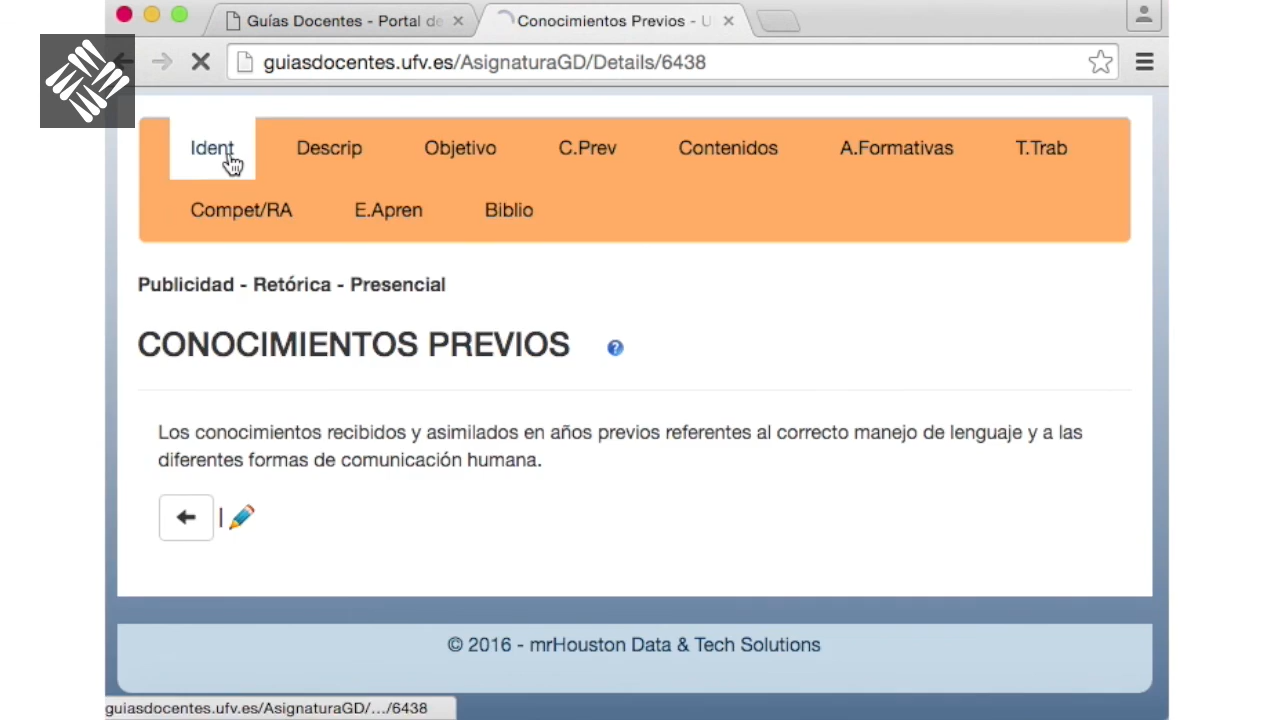 Guías Docentes - Portal de
Conocimientos Previos - U
guiasdocentes.ufv.es/AsignaturaGD/Details/6438
Ident Descrip Objetivo C.Prev Contenidos A.Formativas T.Trab
Compet/RA E.Apren Biblio
Publicidad - Retórica - Presencial
CONOCIMIENTOS PREVIOS ?
Los conocimientos recibidos y asimilados en años previos referentes al correcto manejo de lenguaje y a las
diferentes formas de comunicación humana.
|
© 2016 - mrHouston Data & Tech Solutions
guiasdocentes.ufv.es/AsignaturaGD/.../6438